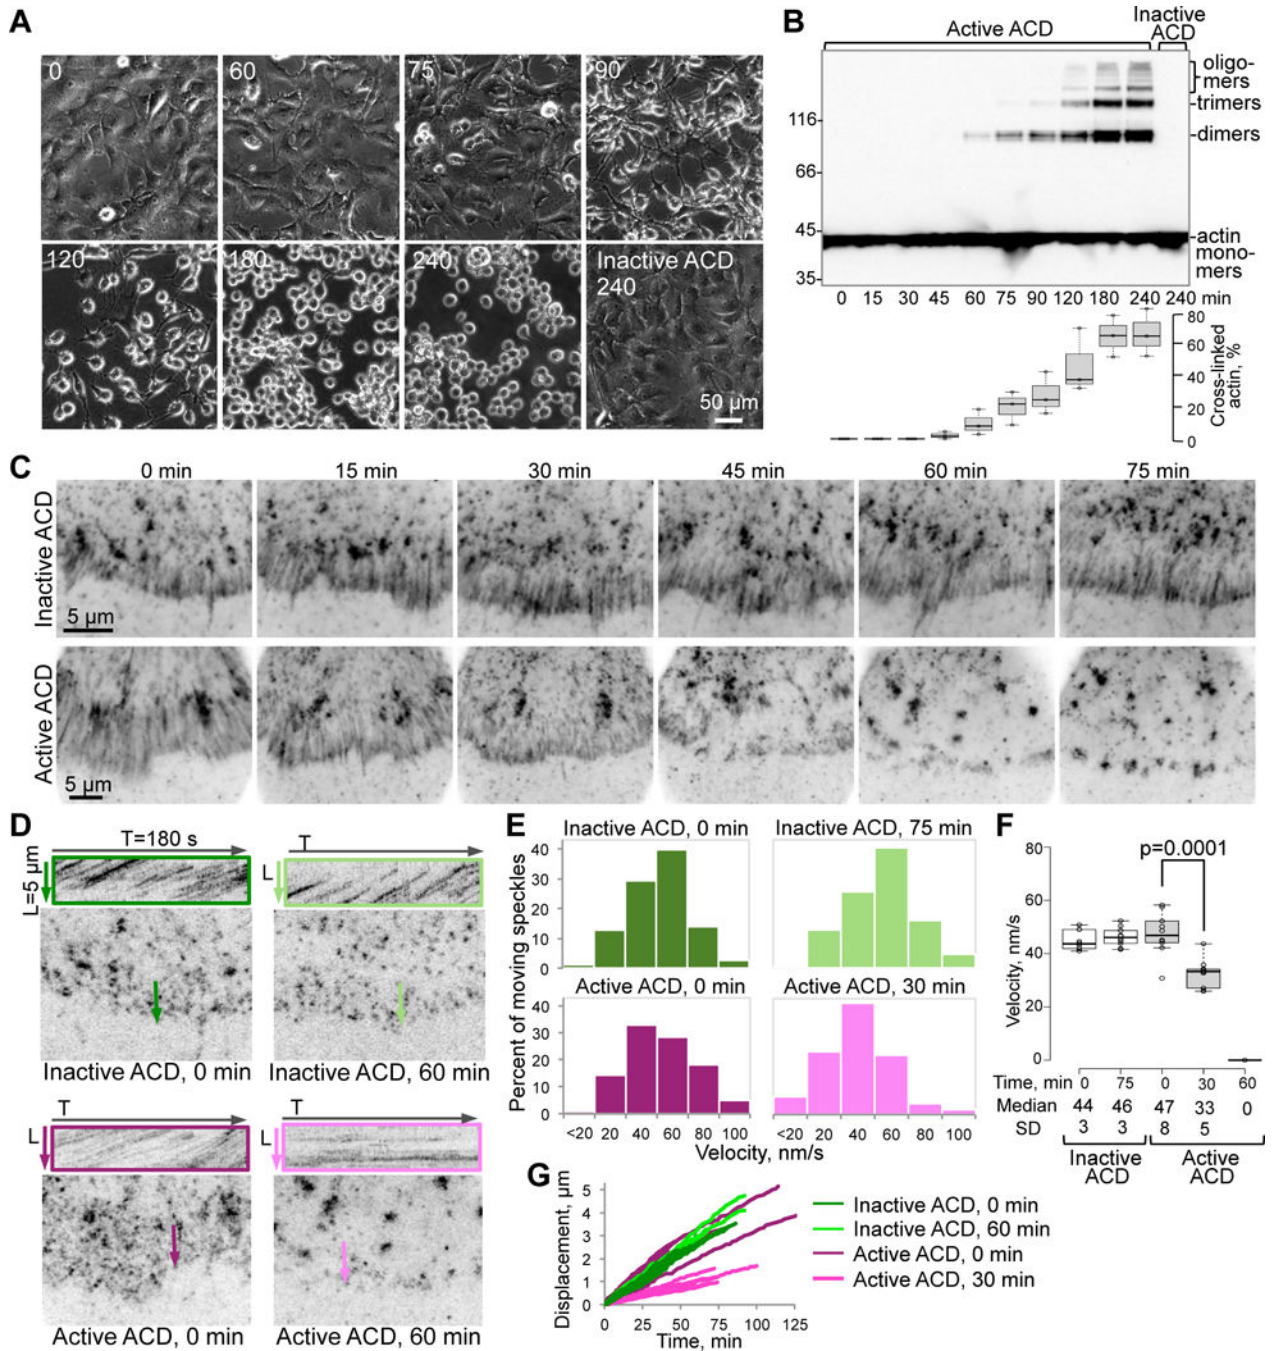 A
0
60
75
90
120
180
240
Inactive ACD
240
50 µm
B
Active ACD
Inactive
ACD
oligo-
mers
trimers
dimers
actin
mono-
mers
116
66
45
35
0 15 30 45 60 75 90 120 180 240 240 min
80
60
40
20
0
Cross-linked
actin, %
C
0 min 15 min 30 min 45 min 60 min 75 min
Inactive ACD
5 µm
Active ACD
5 µm
D
T=180 s
L=5 µm
T
L
Inactive ACD, 0 min
Inactive ACD, 60 min
T
L
T
L
Active ACD, 0 min
Active ACD, 60 min
E
Inactive ACD, 0 min
Inactive ACD, 75 min
40
30
20
10
0
Active ACD, 0 min
Active ACD, 30 min
40
30
20
10
0
Percent of moving speckles
<20 20 40 60 80 100
<20 20 40 60 80 100
Velocity, nm/s
F
p=0.0001
80
60
40
20
0
Velocity, nm/s
Time, min 0 75 0 30 60
Median 44 46 47 33 0
SD 3 3 8 5
Inactive
ACD
Active
ACD
G
5
4
3
2
1
0
Displacement, µm
0 25 50 75 100 125
Time, min
Inactive ACD, 0 min
Inactive ACD, 60 min
Active ACD, 0 min
Active ACD, 30 min